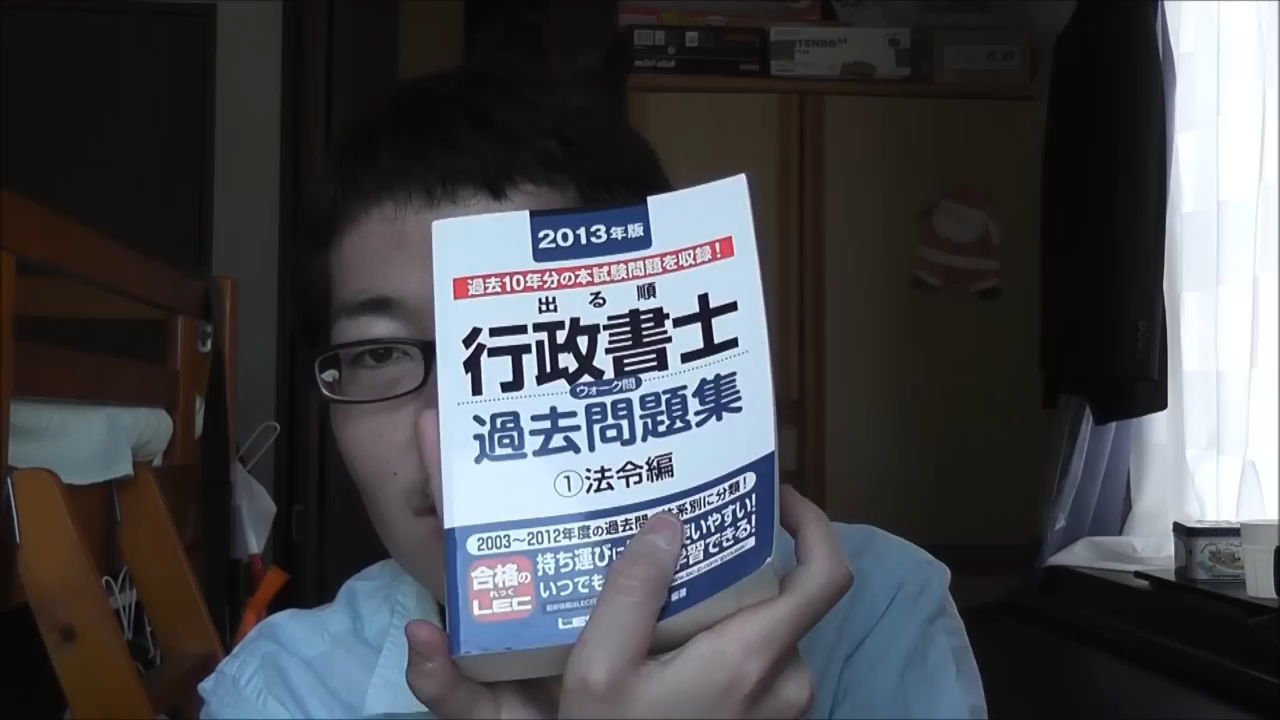 2013年版
過去10年分の本試験問題を収録!
出る順
行政書士
ウォーク問
過去問題集
①法令編
2003〜2012年度の過去問
系別に分類!
持ち運びに
使いやすい!
いつでも
学習できる!
合格の
れっく
LEC